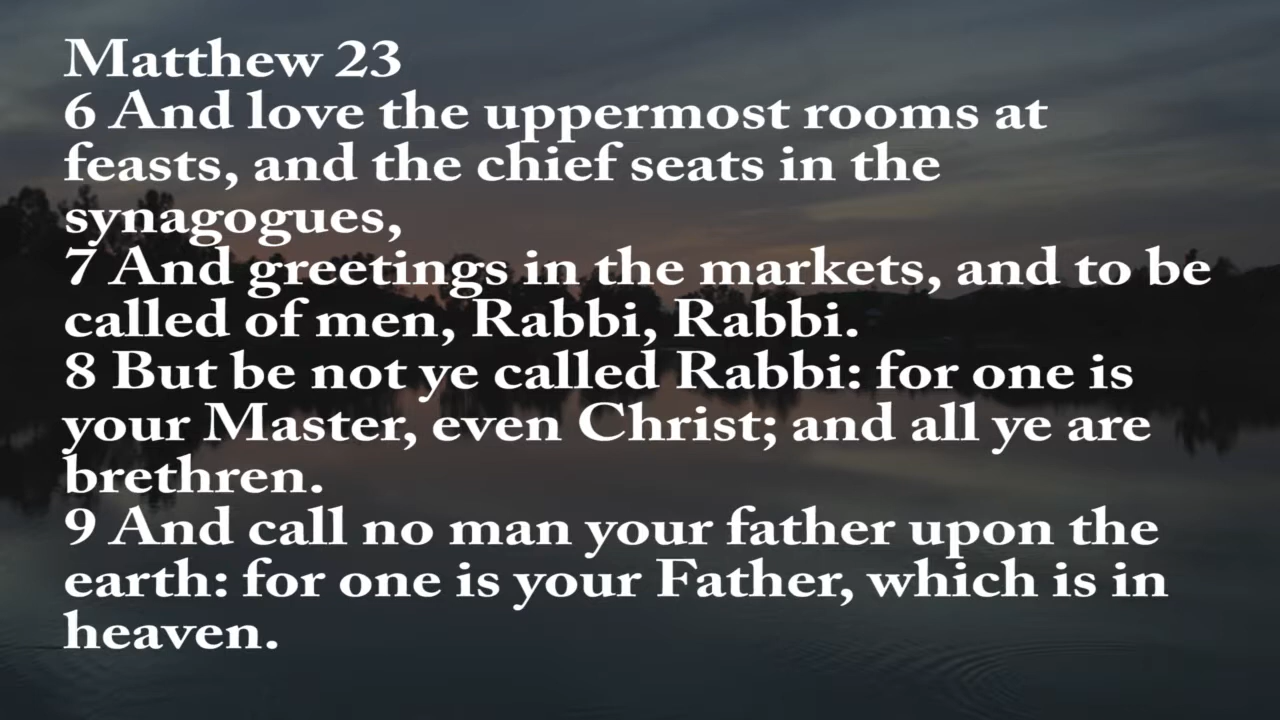 Matthew 23
6 And love the uppermost rooms at
feasts, and the chief seats in the
synagogues,
7 And greetings in the markets, and to be
called of men, Rabbi, Rabbi.
8 But be not ye called Rabbi: for one is
your Master, even Christ; and all ye are
brethren.
9 And call no man your father upon the
earth: for one is your Father, which is in
heaven.